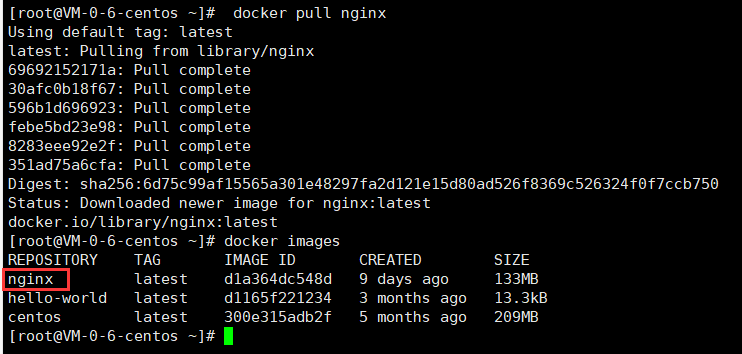 [root@VM-0-6-centos ~]#  docker pull nginx
Using default tag: latest
latest: Pulling from library/nginx
69692152171a: Pull complete
30afc0b18f67: Pull complete
596b1d696923: Pull complete
febe5bd23e98: Pull complete
8283eee92e2f: Pull complete
351ad75a6cfa: Pull complete
Digest: sha256:6d75c99af15565a301e48297fa2d121e15d80ad526f8369c526324f0f7ccb750
Status: Downloaded newer image for nginx:latest
docker.io/library/nginx:latest
[root@VM-0-6-centos ~]# docker images
REPOSITORY    TAG       IMAGE ID       CREATED        SIZE
nginx         latest    d1a364dc548d   9 days ago     133MB
hello-world   latest    d1165f221234   3 months ago   13.3kB
centos        latest    300e315adb2f   5 months ago   209MB
[root@VM-0-6-centos ~]#